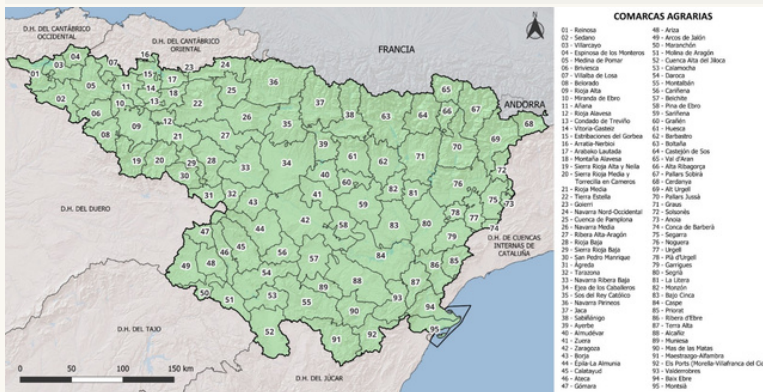 D.H. DEL CANTÁBRICO
OCCIDENTAL
D.H. DEL CANTÁBRICO
ORIENTAL
FRANCIA
ANDORRA
D.H. DEL DUERO
D.H. DE CUENCAS
INTERNAS DE
CATALUÑA
D.H. DEL TAJO
D.H. DEL JÚCAR
0 50 100 150 km
COMARCAS AGRARIAS
01 - Reinosa
02 - Sedano
03 - Villarcayo
04 - Espinosa de los Monteros
05 - Medina de Pomar
06 - Briviesca
07 - Villalba de Losa
08 - Belorado
09 - Rioja Alta
10 - Miranda de Ebro
11 - Añana
12 - Rioja Alavesa
13 - Condado de Treviño
14 - Vitoria-Gasteiz
15 - Estribaciones del Gorbea
16 - Arratia-Nerbioi
17 - Arabako Lautada
18 - Montaña Alavesa
19 - Sierra Rioja Alta y Neila
20 - Sierra Rioja Media y
Torrecilla en Cameros
21 - Rioja Media
22 - Tierra Estella
23 - Goierri
24 - Navarra Nord-Occidental
25 - Cuenca de Pamplona
26 - Navarra Media
27 - Ribera Alta-Aragón
28 - Rioja Baja
29 - Sierra Rioja Baja
30 - San Pedro Manrique
31 - Ágreda
32 - Tarazona
33 - Navarra Ribera Baja
34 - Ejea de los Caballeros
35 - Sos del Rey Católico
36 - Navarra Pirineos
37 - Jaca
38 - Sabiñánigo
39 - Ayerbe
40 - Almudévar
41 - Zuera
42 - Zaragoza
43 - Borja
44 - Épila-La Almunia
45 - Calatayud
46 - Ateca
47 - Gómara
48 - Ariza
49 - Arcos de Jalón
50 - Maranchón
51 - Molina de Aragón
52 - Cuenca Alta del Jiloca
53 - Calamocha
54 - Daroca
55 - Montalbán
56 - Cariñena
57 - Belchite
58 - Pina de Ebro
59 - Sariñena
60 - Grañén
61 - Huesca
62 - Barbastro
63 - Boltaña
64 - Castejón de Sos
65 - Val d'Aran
66 - Alta Ribagorça
67 - Pallars Sobirà
68 - Cerdanya
69 - Alt Urgell
70 - Pallars Jussà
71 - Graus
72 - Solsonès
73 - Anoia
74 - Conca de Barberà
75 - Segarra
76 - Noguera
77 - Urgell
78 - Pla d'Urgell
79 - Garrigues
80 - Segrià
81 - La Litera
82 - Monzón
83 - Bajo Cinca
84 - Caspe
85 - Priorat
86 - Ribera d'Ebre
87 - Terra Alta
88 - Alcañiz
89 - Muniesa
90 - Mas de las Matas
91 - Maestrazgo-Alfambra
92 - Els Ports (Morella-Vilafranca del Ci
93 - Valderrobres
94 - Baix Ebre
95 - Montsià